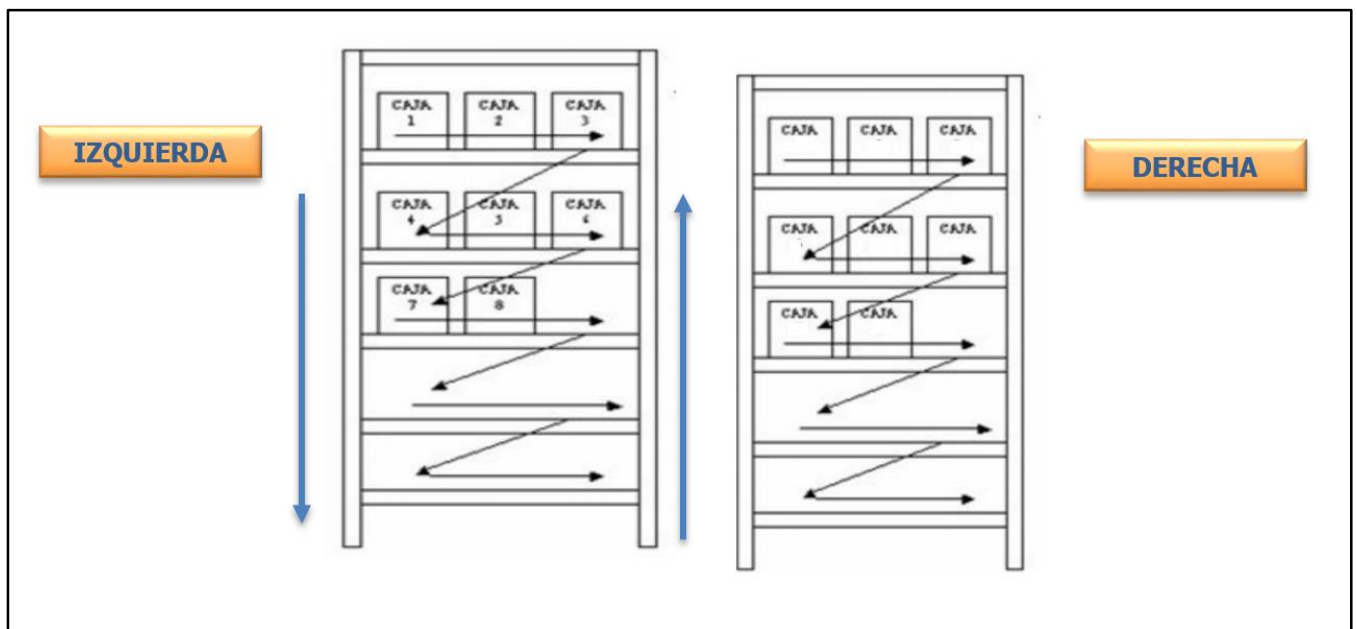 IZQUIERDA
DERECHA
CAJA 1
CAJA 2
CAJA 3
CAJA 4
CAJA 5
CAJA 6
CAJA 7
CAJA 8
CAJA
CAJA
CAJA
CAJA
CAJA
CAJA
CAJA
CAJA